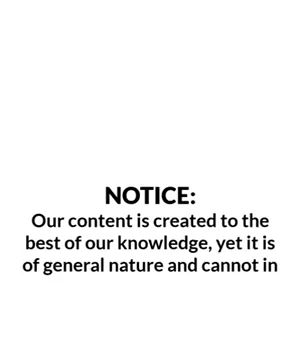 NOTICE:
Our content is created to the
best of our knowledge, yet it is
of general nature and cannot in